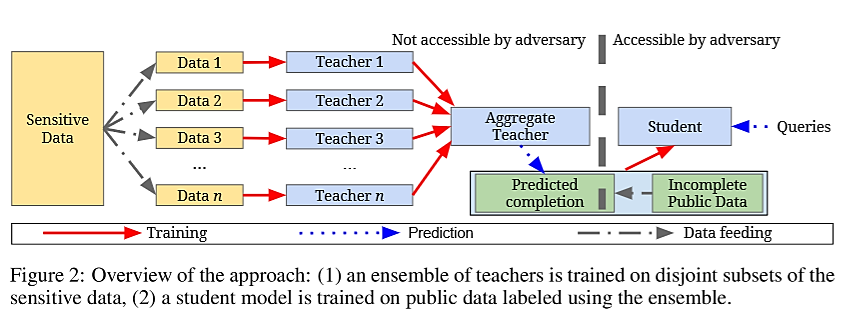 Not accessible by adversary
Accessible by adversary
Sensitive
Data
Data 1
Teacher 1
Data 2
Teacher 2
Data 3
Teacher 3
...
...
Data n
Teacher n
Aggregate
Teacher
Student
Queries
Predicted
completion
Incomplete
Public Data
Training
Prediction
Data feeding
Figure 2: Overview of the approach: (1) an ensemble of teachers is trained on disjoint subsets of the
sensitive data, (2) a student model is trained on public data labeled using the ensemble.